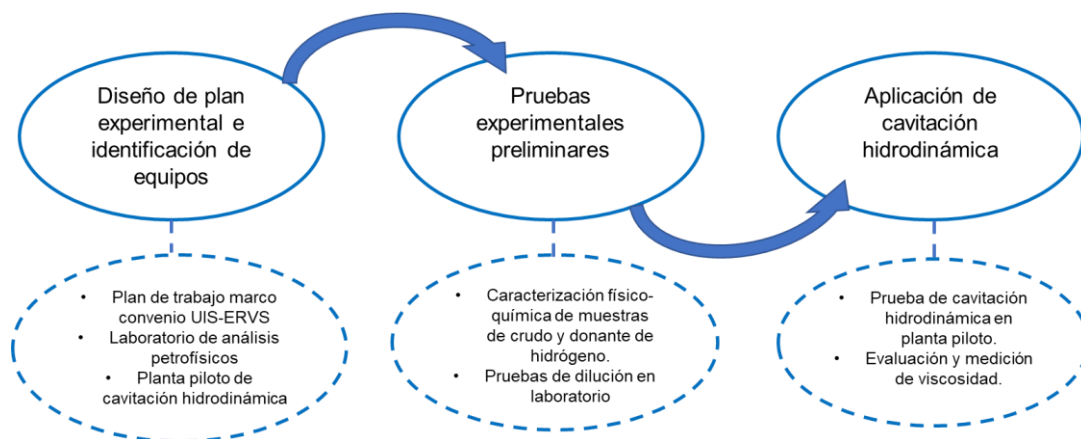 Diseño de plan
experimental e
identificación de
equipos
Pruebas
experimentales
preliminares
Aplicación de
cavitación
hidrodinámica
• Plan de trabajo marco
convenio UIS-ERVS
• Laboratorio de análisis
petrofísicos
• Planta piloto de
cavitación hidrodinámica
• Caracterización físico-
química de muestras
de crudo y donante de
hidrógeno.
• Pruebas de dilución en
laboratorio
• Prueba de cavitación
hidrodinámica en
planta piloto.
• Evaluación y medición
de viscosidad.